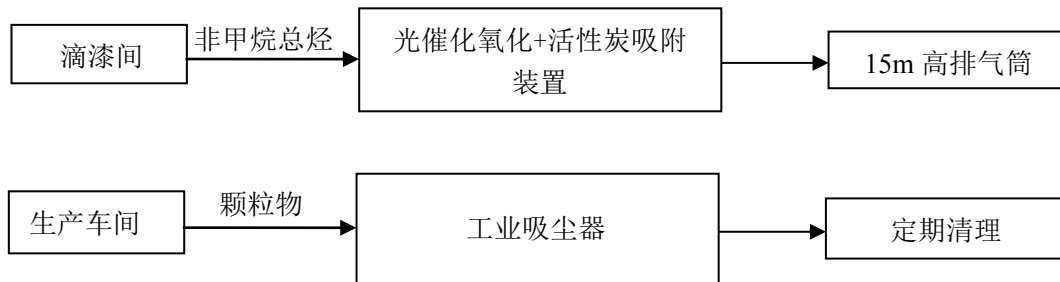 滴漆间
非甲烷总烃
光催化氧化+活性炭吸附
装置
15m 高排气筒
生产车间
颗粒物
工业吸尘器
定期清理